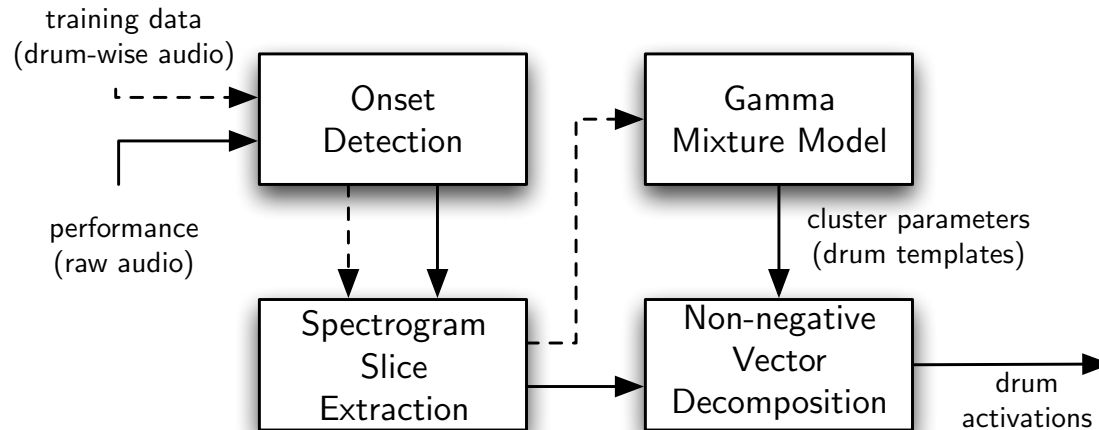 training data
(drum-wise audio)
Onset
Detection
Gamma
Mixture Model
performance
(raw audio)
cluster parameters
(drum templates)
Spectrogram
Slice
Extraction
Non-negative
Vector
Decomposition
drum
activations